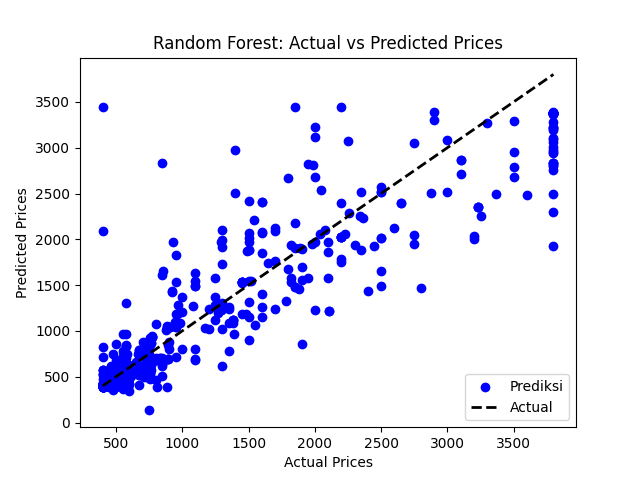 Random Forest: Actual vs Predicted Prices
3500
3000
2500
2000
1500
1000
500
0
Predicted Prices
500 1000 1500 2000 2500 3000 3500
Actual Prices
Prediksi
Actual